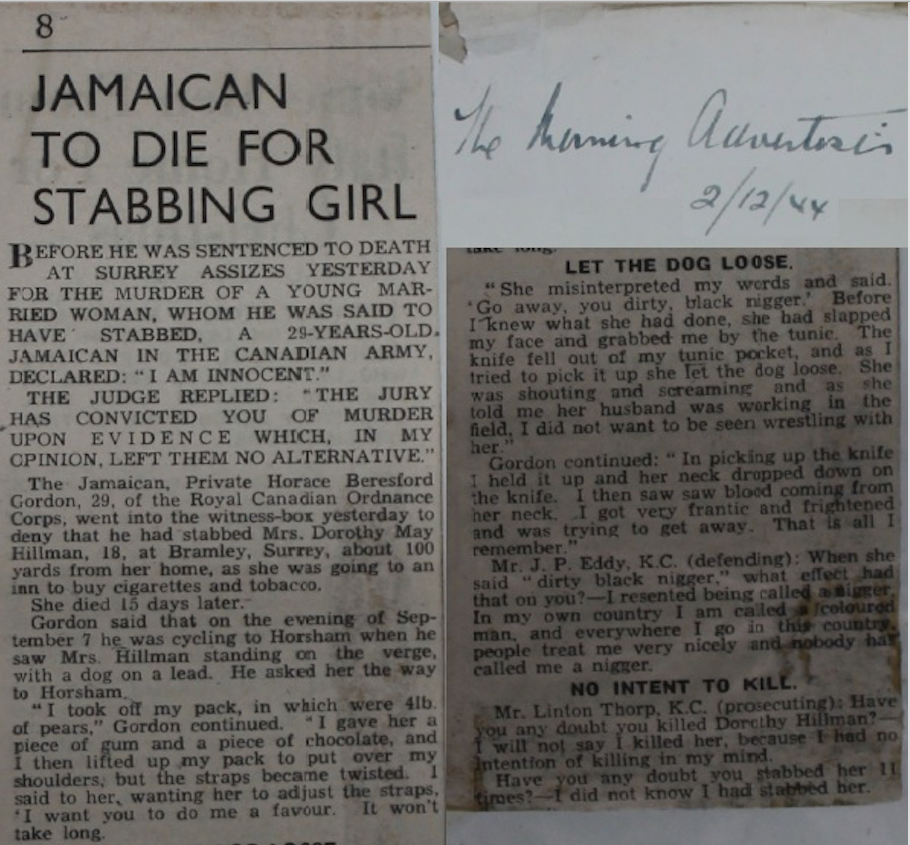 8
JAMAICAN
TO DIE FOR
STABBING GIRL
BEFORE HE WAS SENTENCED TO DEATH
AT SURREY ASSIZES YESTERDAY
FOR THE MURDER OF A YOUNG MAR-
RIED WOMAN, WHOM HE WAS SAID TO
HAVE STABBED, A 29-YEARS-OLD
JAMAICAN IN THE CANADIAN ARMY,
DECLARED: "I AM INNOCENT."
THE JUDGE REPLIED: "THE JURY
HAS CONVICTED YOU OF MURDER
UPON EVIDENCE WHICH, IN MY
OPINION, LEFT THEM NO ALTERNATIVE."
The Jamaican, Private Horace Beresford
Gordon, 29, of the Royal Canadian Ordnance
Corps, went into the witness-box yesterday to
deny that he had stabbed Mrs. Dorothy May
Hillman, 18, at Bramley, Surrey, about 100
yards from her home, as she was going to an
inn to buy cigarettes and tobacco.
She died 15 days later.
Gordon said that on the evening of Sep-
tember 7 he was cycling to Horsham when he
saw Mrs. Hillman standing on the verge,
with a dog on a lead. He asked her the way
to Horsham.
"I took off my pack, in which were 4lb.
of pears," Gordon continued. "I gave her a
piece of gum and a piece of chocolate, and
I then lifted up my pack to put over my
shoulders, but the straps became twisted. I
said to her, wanting her to adjust the straps,
'I want you to do me a favour. It won't
take long.
The Morning Advertiser
2/12/44
take long.
LET THE DOG LOOSE.
"She misinterpreted my words and said.
'Go away, you dirty, black nigger.' Before
I knew what she had done, she had slapped
my face and grabbed me by the tunic. The
knife fell out of my tunic pocket, and as I
tried to pick it up she let the dog loose. She
was shouting and screaming and as she
told me her husband was working in the
field, I did not want to be seen wrestling with
her."
Gordon continued: "In picking up the knife
I held it up and her neck dropped down on
the knife. I then saw saw blood coming from
her neck. I got very frantic and frightened
and was trying to get away. That is all I
remember."
Mr. J. P. Eddy, K.C. (defending): When she
said "dirty black nigger," what effect had
that on you?—I resented being called a nigger.
In my own country I am called a coloured
man, and everywhere I go in this country
people treat me very nicely and nobody has
called me a nigger.
NO INTENT TO KILL.
Mr. Linton Thorp, K.C. (prosecuting): Have
you any doubt you killed Dorothy Hillman?—
I will not say I killed her, because I had no
intention of killing in my mind.
Have you any doubt you stabbed her 11
times?—I did not know I had stabbed her.